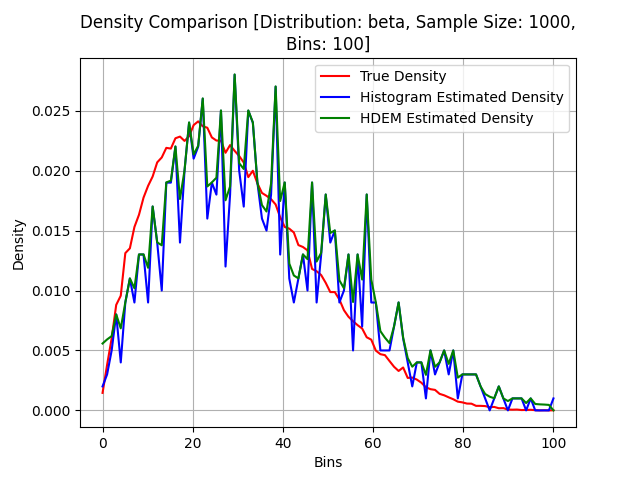 Density Comparison [Distribution: beta, Sample Size: 1000,
Bins: 100]
True Density
Histogram Estimated Density
HDEM Estimated Density
Density
0.025
0.020
0.015
0.010
0.005
0.000
0 20 40 60 80 100
Bins